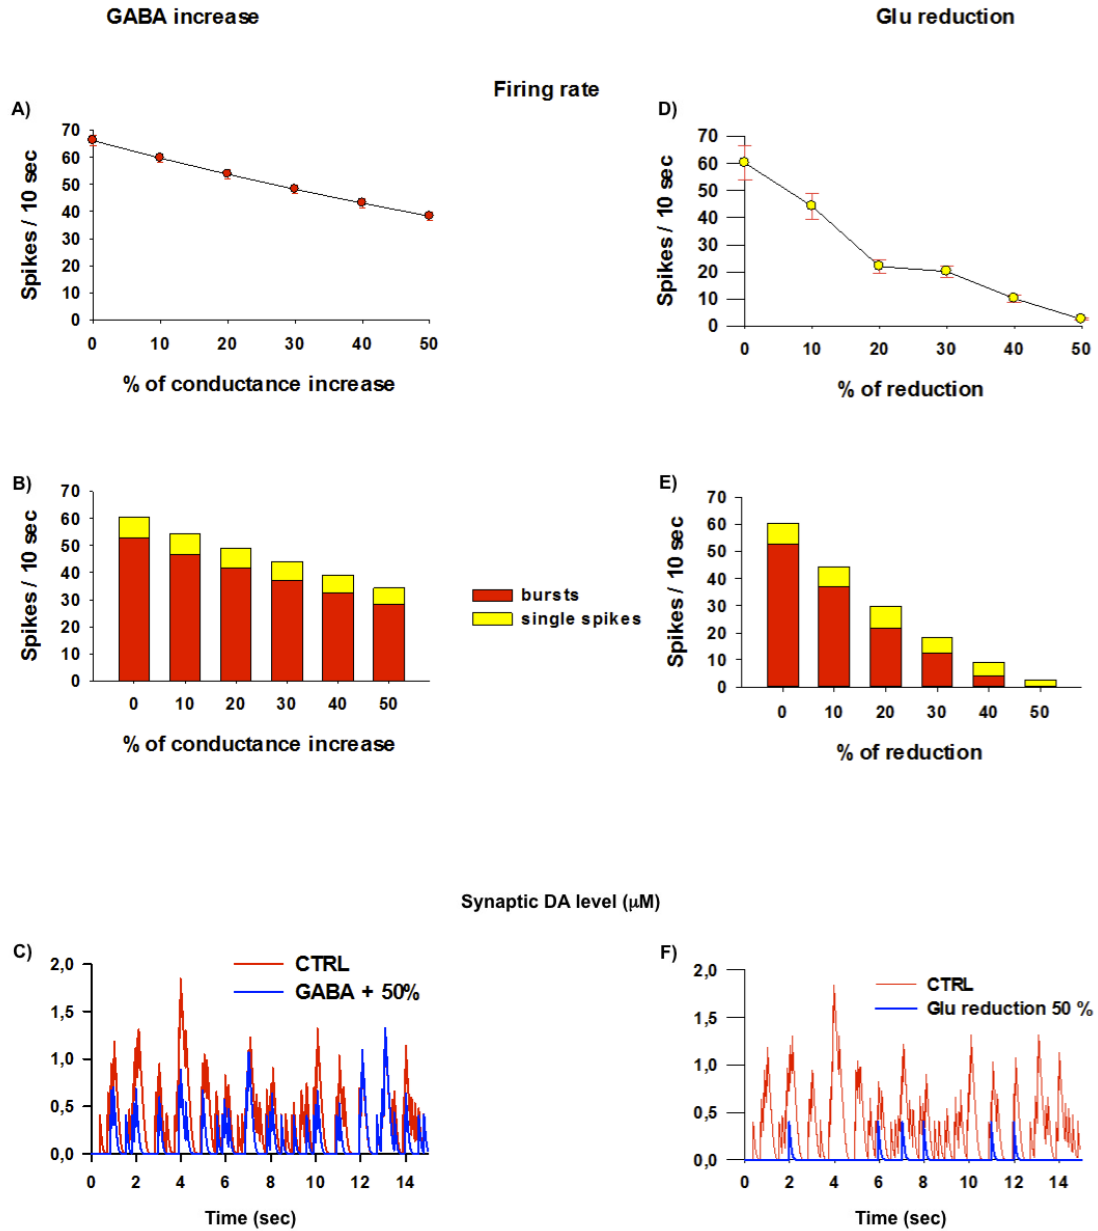 GABA increase
Glu reduction
Firing rate
A)
70
60
50
40
30
20
10
0
Spikes / 10 sec
0 10 20 30 40 50
% of conductance increase
D)
70
60
50
40
30
20
10
0
Spikes / 10 sec
0 10 20 30 40 50
% of reduction
B)
70
60
50
40
30
20
10
0
Spikes / 10 sec
0 10 20 30 40 50
% of conductance increase
bursts
single spikes
E)
70
60
50
40
30
20
10
0
Spikes / 10 sec
0 10 20 30 40 50
% of reduction
Synaptic DA level (μM)
C)
2,0
1,5
1,0
0,5
0,0
CTRL
GABA + 50%
0 2 4 6 8 10 12 14
Time (sec)
F)
2,0
1,5
1,0
0,5
0,0
CTRL
Glu reduction 50 %
0 2 4 6 8 10 12 14
Time (sec)